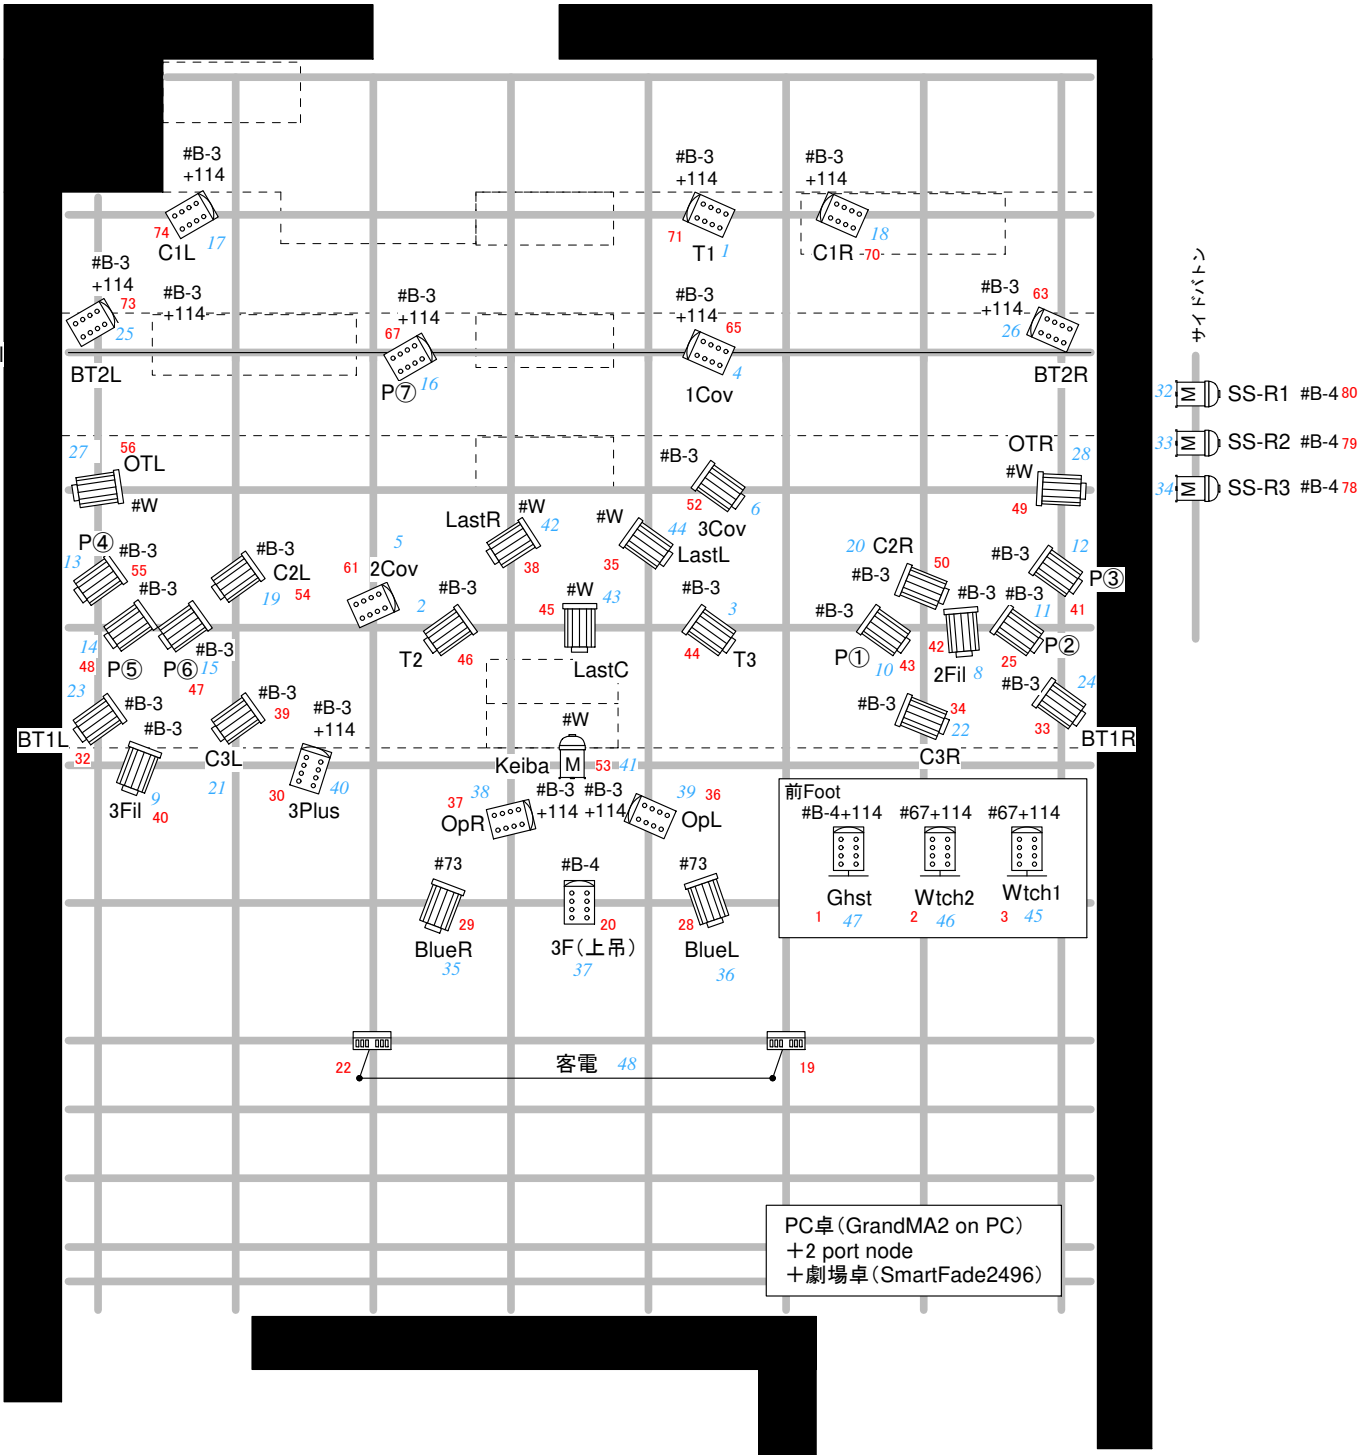 #B-3
+114
74
C1L
17
#B-3
+114
71
T1
1
#B-3
+114
18
C1R
70
#B-3
+114
73
25
BT2L
#B-3
+114
#B-3
+114
67
P⑦
16
#B-3
+114
65
4
1Cov
#B-3
+114
63
26
BT2R
サイドバトン
32
M
SS-R1
#B-4
80
33
M
SS-R2
#B-4
79
34
M
SS-R3
#B-4
78
27
56
OTL
#W
OTR
28
#W
49
#B-3
52
6
3Cov
LastR
#W
42
38
#W
44
35
LastL
P④
13
#B-3
55
#B-3
C2L
19
54
5
61
2Cov
20
C2R
#B-3
50
#B-3
12
P③
41
#B-3
14
48
P⑤
P⑥
#B-3
15
47
2
#B-3
T2
46
#W
45
43
LastC
#B-3
3
44
T3
#B-3
P①
10
43
#B-3
42
2Fil
8
#B-3
11
25
P②
23
#B-3
BT1L
32
#B-3
3Fil
9
40
#B-3
39
C3L
21
#B-3
+114
30
40
3Plus
#W
Keiba
M
53
41
#B-3
34
22
C3R
#B-3
24
33
BT1R
37
38
OpR
#B-3
+114
#B-3
+114
39
36
OpL
前Foot
#B-4+114
#67+114
#67+114
Ghst
Wtch2
Wtch1
1
47
2
46
3
45
#73
29
BlueR
35
#B-4
20
3F(上吊)
37
#73
28
BlueL
36
22
客電
48
19
PC卓(GrandMA2 on PC)
+2 port node
+劇場卓(SmartFade2496)